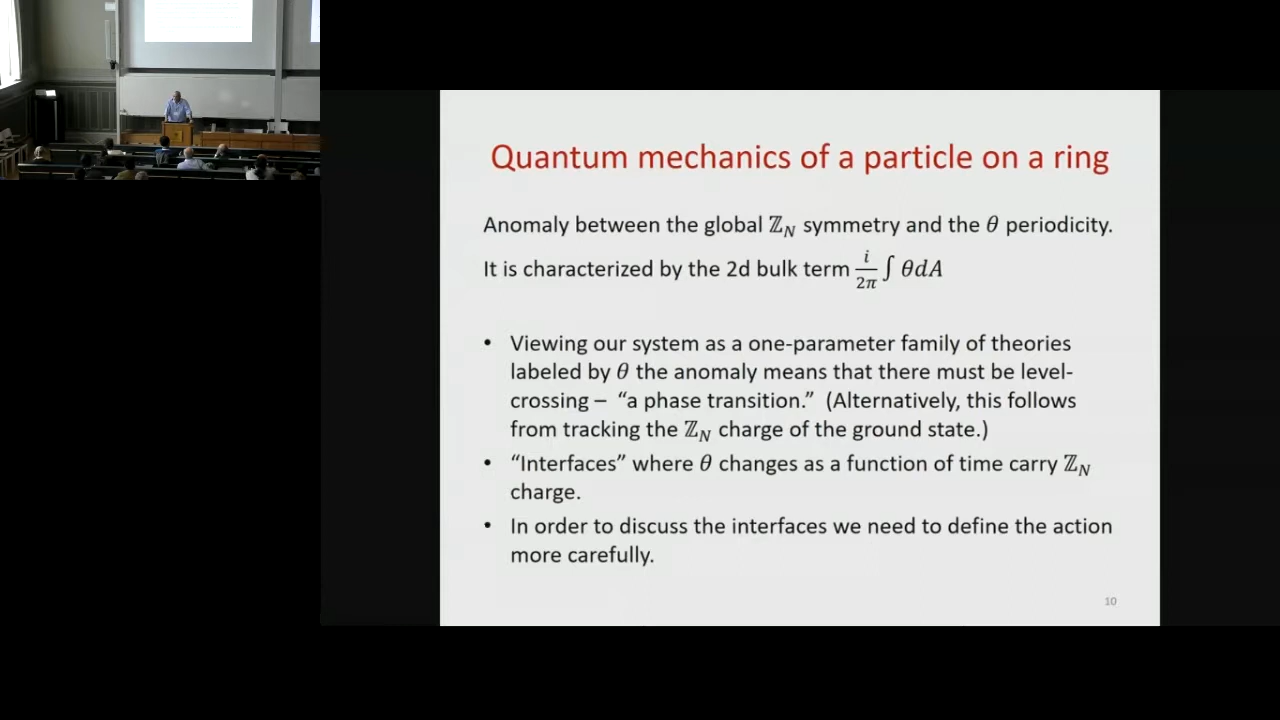 Quantum mechanics of a particle on a ring
Anomaly between the global ℤ_N symmetry and the θ periodicity.
It is characterized by the 2d bulk term i/2π ∫ θdA
• Viewing our system as a one-parameter family of theories
labeled by θ the anomaly means that there must be level-
crossing – “a phase transition.” (Alternatively, this follows
from tracking the ℤ_N charge of the ground state.)
• “Interfaces” where θ changes as a function of time carry ℤ_N
charge.
• In order to discuss the interfaces we need to define the action
more carefully.
10